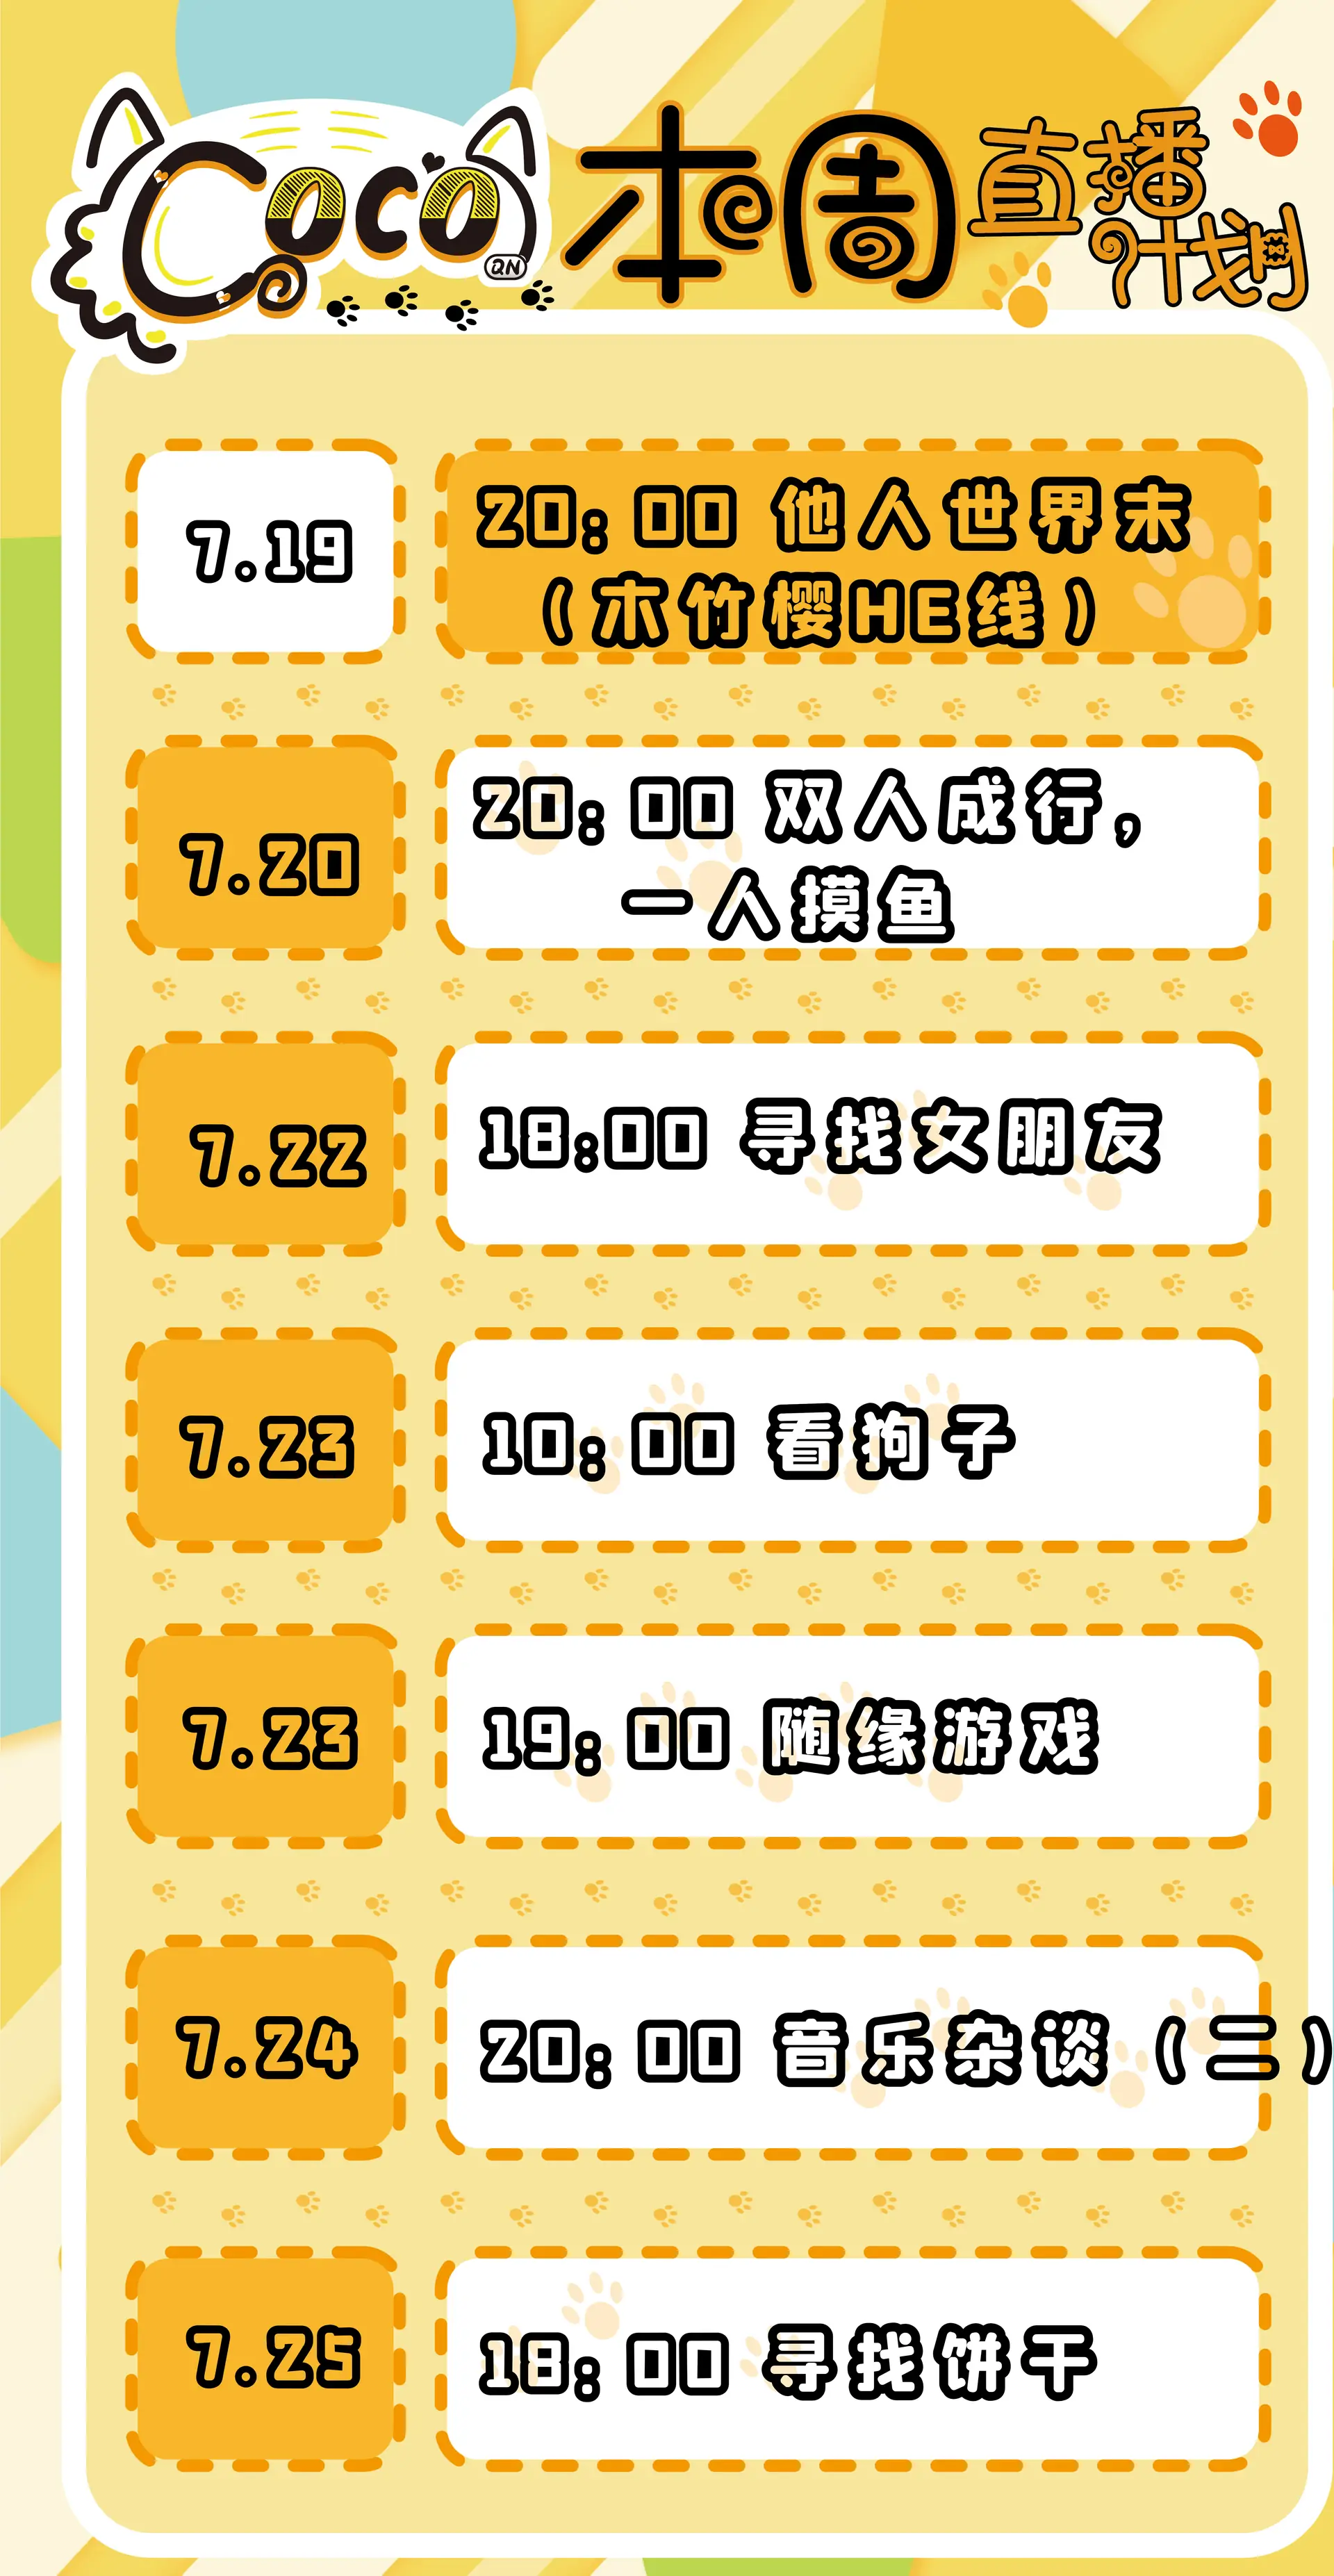 Coco
QN
本周
直播
计划
7.19
20：00 他人世界末
（木竹樱HE线）
7.20
20：00 双人成行，
一人摸鱼
7.22
18:00 寻找女朋友
7.23
10：00 看狗子
7.23
19：00 随缘游戏
7.24
20：00 音乐杂谈（二）
7.25
18：00 寻找饼干